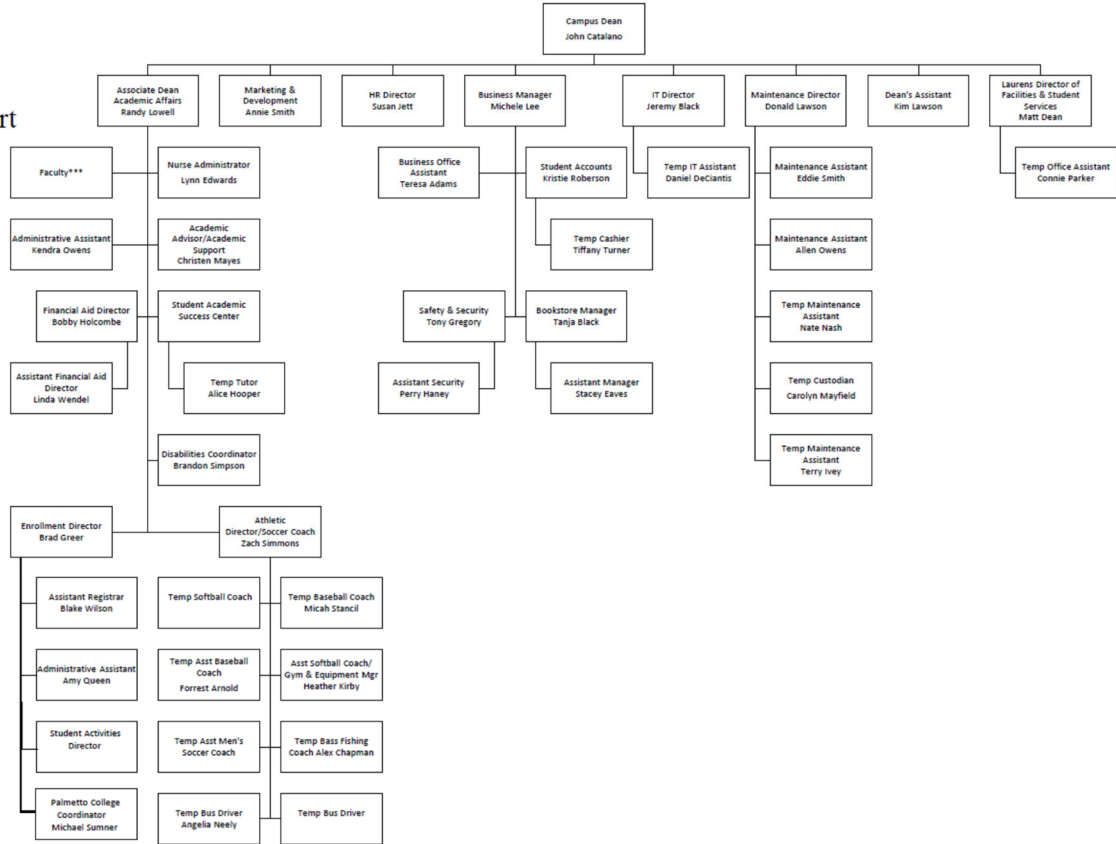 Campus Dean
John Catalano
Associate Dean
Academic Affairs
Randy Lowell
Marketing &
Development
Annie Smith
HR Director
Susan Jett
Business Manager
Michele Lee
IT Director
Jeremy Black
Maintenance Director
Donald Lawson
Dean's Assistant
Kim Lawson
Laurens Director of
Facilities & Student
Services
Matt Dean
rt
Faculty***
Nurse Administrator
Lynn Edwards
Business Office
Assistant
Teresa Adams
Student Accounts
Kristie Roberson
Temp IT Assistant
Daniel DeCiantis
Maintenance Assistant
Eddie Smith
Temp Office Assistant
Connie Parker
Administrative Assistant
Kendra Owens
Academic
Advisor/Academic
Support
Christen Mayes
Temp Cashier
Tiffany Turner
Maintenance Assistant
Allen Owens
Financial Aid Director
Bobby Holcombe
Student Academic
Success Center
Safety & Security
Tony Gregory
Bookstore Manager
Tanja Black
Temp Maintenance
Assistant
Nate Nash
Assistant Financial Aid
Director
Linda Wendel
Temp Tutor
Alice Hooper
Assistant Security
Perry Haney
Assistant Manager
Stacey Eaves
Temp Custodian
Carolyn Mayfield
Disabilities Coordinator
Brandon Simpson
Temp Maintenance
Assistant
Terry Ivey
Enrollment Director
Brad Greer
Athletic
Director/Soccer Coach
Zach Simmons
Assistant Registrar
Blake Wilson
Temp Softball Coach
Temp Baseball Coach
Micah Stancil
Administrative Assistant
Amy Queen
Temp Asst Baseball
Coach
Forrest Arnold
Asst Softball Coach/
Gym & Equipment Mgr
Heather Kirby
Student Activities
Director
Temp Asst Men's
Soccer Coach
Temp Bass Fishing
Coach Alex Chapman
Palmetto College
Coordinator
Michael Sumner
Temp Bus Driver
Angelia Neely
Temp Bus Driver